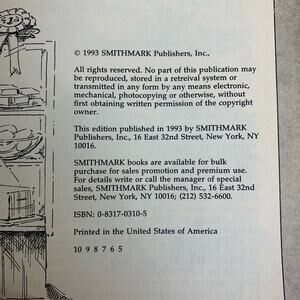 © 1993 SMITHMARK Publishers, Inc.,
All rights reserved. No part of this publication may
be reproduced, stored in a retreival system or
transmitted in any form by any means electronic,
mechanical, photocopying or otherwise, without
first obtaining written permission of the copyright
owner.
This edition published in 1993 by SMITHMARK
Publishers, Inc., 16 East 32nd Street, New York, NY
10016.
SMITHMARK books are available for bulk
purchase for sales promotion and premium use.
For details write or call the manager of special
sales, SMITHMARK Publishers, Inc., 16 East 32nd
Street, New York, NY 10016; (212) 532-6600.
ISBN: 0-8317-0310-5
Printed in the United States of America
10 9 8 7 6 5